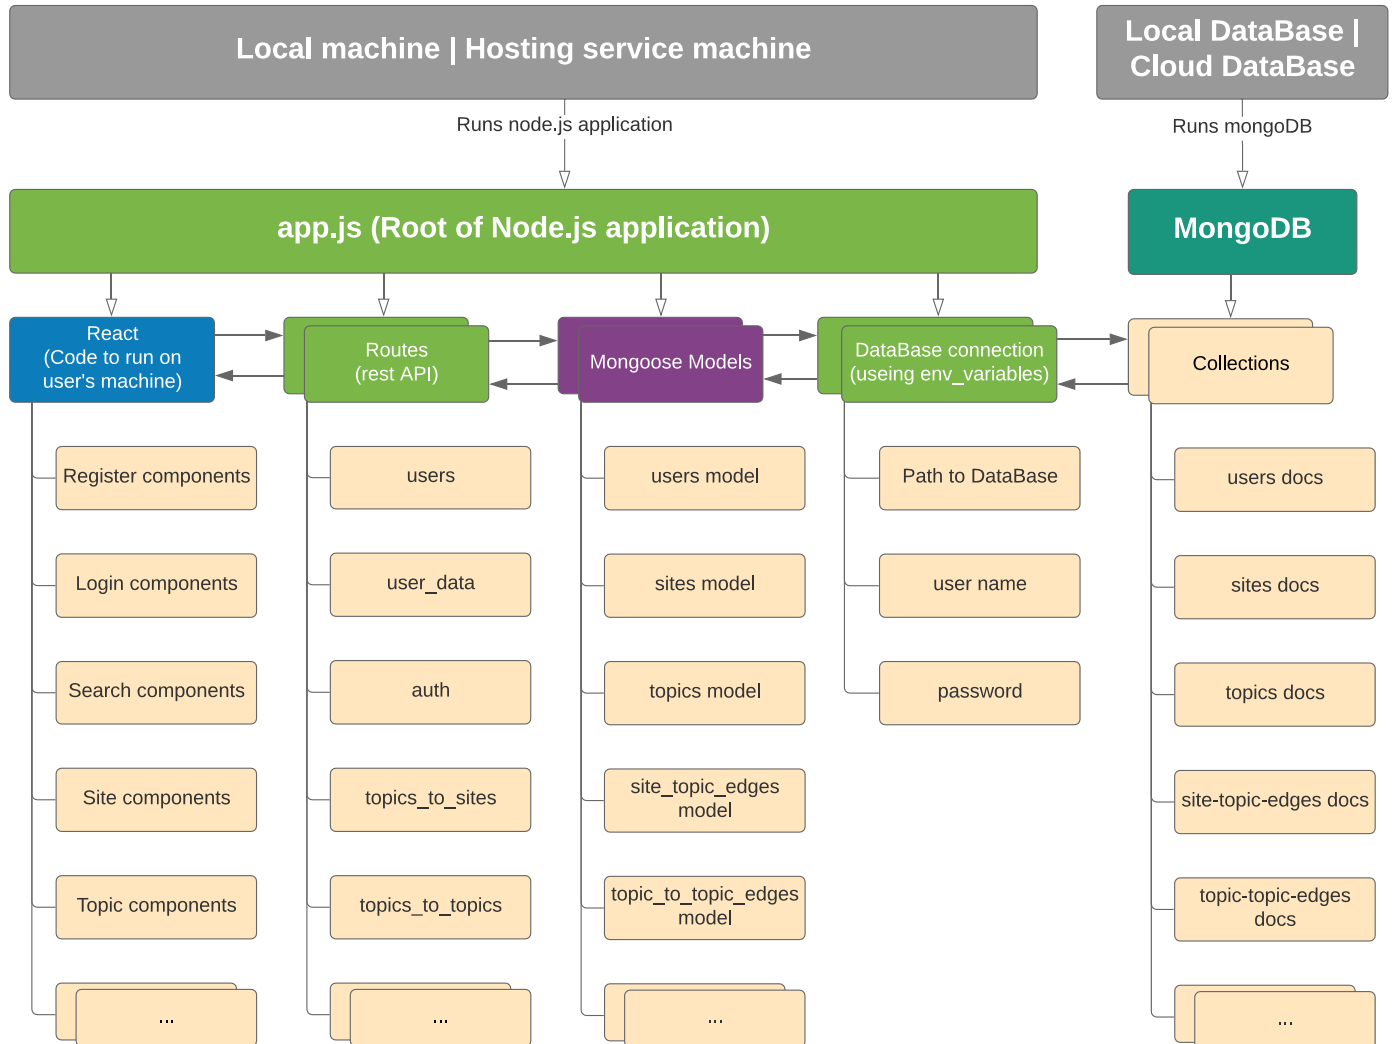 Local machine | Hosting service machine
Local DataBase |
Cloud DataBase
Runs node.js application
Runs mongoDB
app.js (Root of Node.js application)
MongoDB
React
(Code to run on
user's machine)
Routes
(rest API)
Mongoose Models
DataBase connection
(useing env_variables)
Collections
Register components
users
users model
Path to DataBase
users docs
Login components
user_data
sites model
user name
sites docs
Search components
auth
topics model
password
topics docs
Site components
topics_to_sites
site_topic_edges
model
site-topic-edges docs
Topic components
topics_to_topics
topic_to_topic_edges
model
topic-topic-edges
docs
...
...
...
...